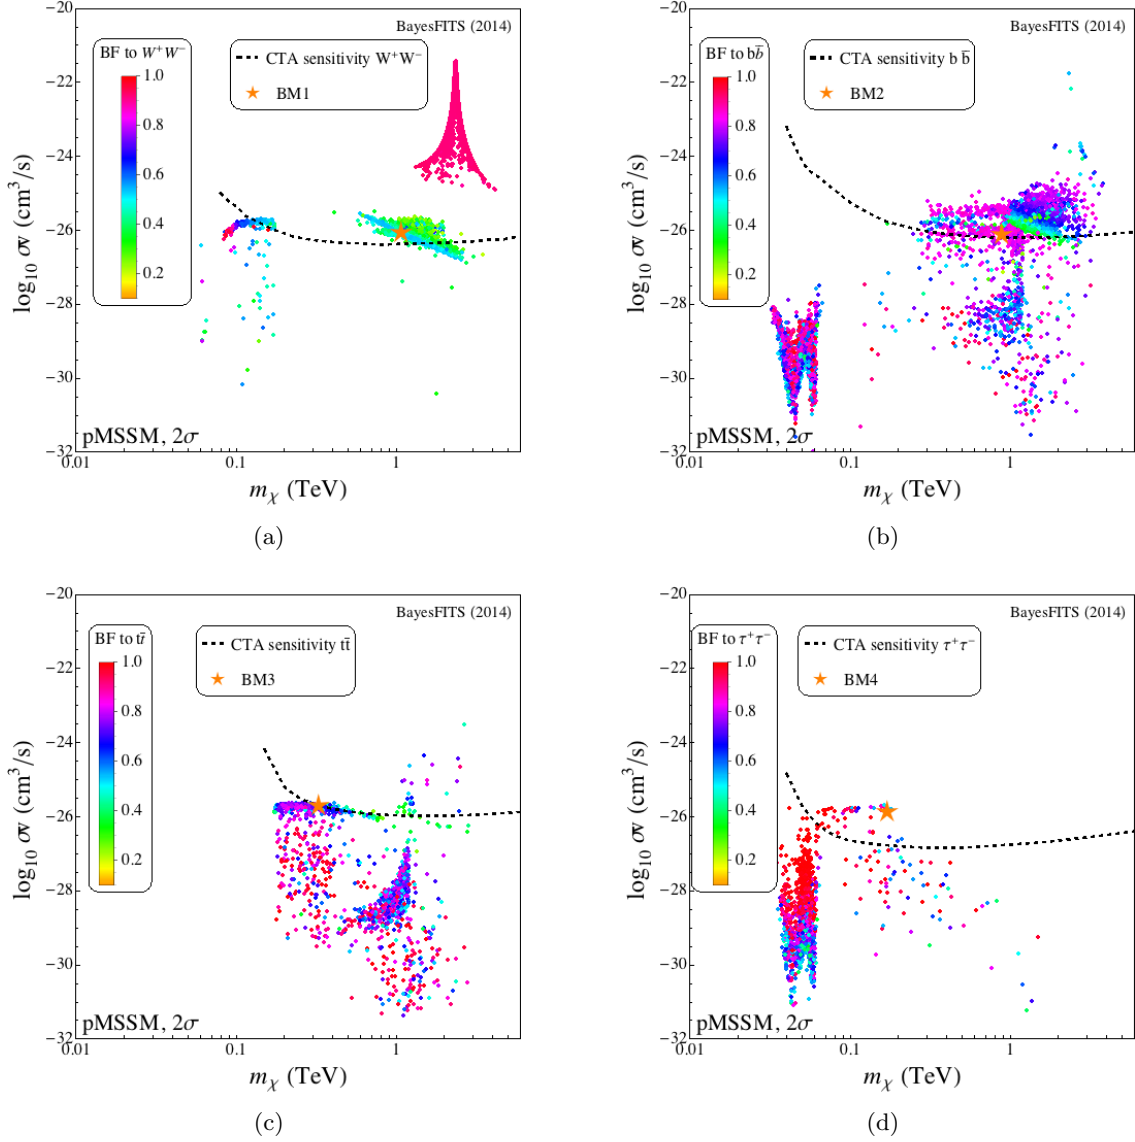 BayesFITS (2014)
BF to W⁺W⁻
1.0
0.8
0.6
0.4
0.2
CTA sensitivity W⁺W⁻
BM1
−20
−22
−24
−26
−28
−30
−32
log₁₀ σv (cm³/s)
pMSSM, 2σ
0.01
0.1
1
mχ (TeV)
(a)
BayesFITS (2014)
BF to bb̄
1.0
0.8
0.6
0.4
0.2
CTA sensitivity b b̄
BM2
−20
−22
−24
−26
−28
−30
−32
log₁₀ σv (cm³/s)
pMSSM, 2σ
0.01
0.1
1
mχ (TeV)
(b)
BayesFITS (2014)
BF to tt̄
1.0
0.8
0.6
0.4
0.2
CTA sensitivity tt̄
BM3
−20
−22
−24
−26
−28
−30
−32
log₁₀ σv (cm³/s)
pMSSM, 2σ
0.01
0.1
1
mχ (TeV)
(c)
BayesFITS (2014)
BF to τ⁺τ⁻
1.0
0.8
0.6
0.4
0.2
CTA sensitivity τ⁺τ⁻
BM4
−20
−22
−24
−26
−28
−30
−32
log₁₀ σv (cm³/s)
pMSSM, 2σ
0.01
0.1
1
mχ (TeV)
(d)